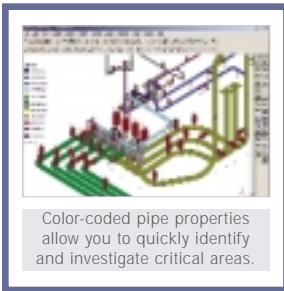 Color-coded pipe properties
allow you to quickly identify
and investigate critical areas.